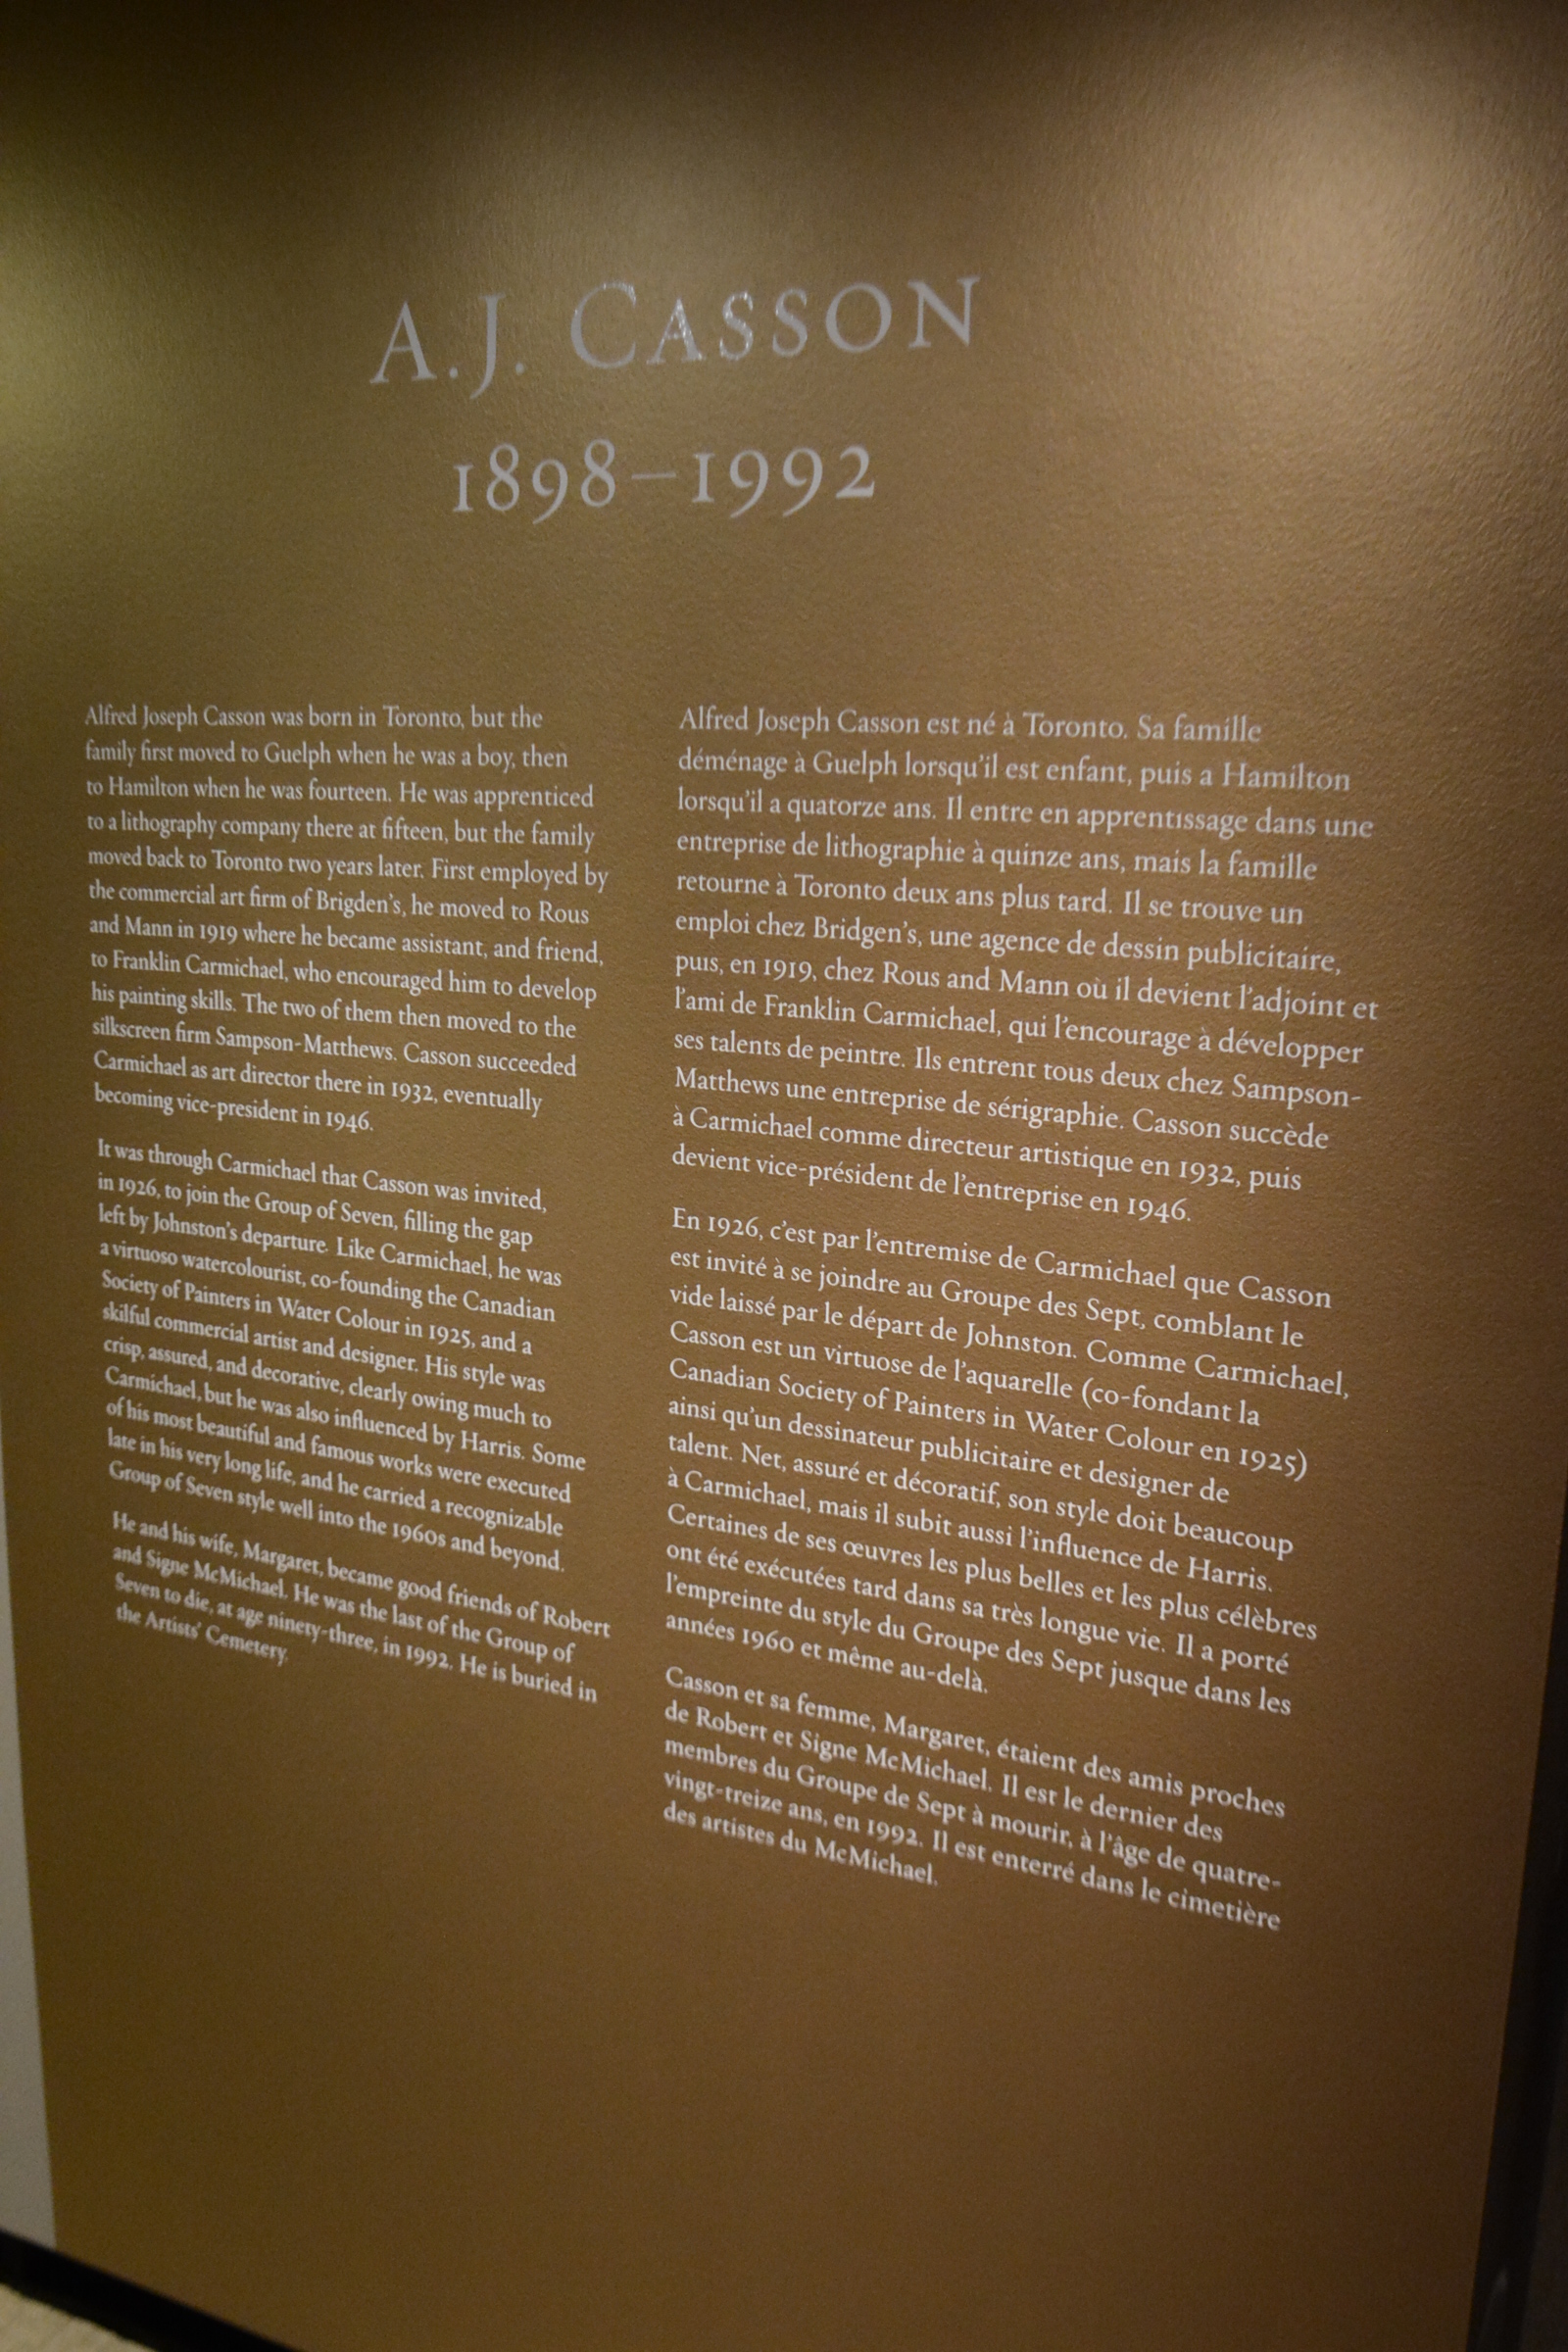 A.J. CASSON
1898–1992
Alfred Joseph Casson was born in Toronto, but the
family first moved to Guelph when he was a boy, then
to Hamilton when he was fourteen. He was apprenticed
to a lithography company there at fifteen, but the family
moved back to Toronto two years later. First employed by
the commercial art firm of Brigden's, he moved to Rous
and Mann in 1919 where he became assistant, and friend,
to Franklin Carmichael, who encouraged him to develop
his painting skills. The two of them then moved to the
silkscreen firm Sampson-Matthews. Casson succeeded
Carmichael as art director there in 1932, eventually
becoming vice-president in 1946.
It was through Carmichael that Casson was invited,
in 1926, to join the Group of Seven, filling the gap
left by Johnston's departure. Like Carmichael, he was
a virtuoso watercolourist, co-founding the Canadian
Society of Painters in Water Colour in 1925, and a
skilful commercial artist and designer. His style was
crisp, assured, and decorative, clearly owing much to
Carmichael, but he was also influenced by Harris. Some
of his most beautiful and famous works were executed
late in his very long life, and he carried a recognizable
Group of Seven style well into the 1960s and beyond.
He and his wife, Margaret, became good friends of Robert
and Signe McMichael. He was the last of the Group of
Seven to die, at age ninety-three, in 1992. He is buried in
the Artists' Cemetery.
Alfred Joseph Casson est né à Toronto. Sa famille
déménage à Guelph lorsqu'il est enfant, puis a Hamilton
lorsqu'il a quatorze ans. Il entre en apprentissage dans une
entreprise de lithographie à quinze ans, mais la famille
retourne à Toronto deux ans plus tard. Il se trouve un
emploi chez Bridgen's, une agence de dessin publicitaire,
puis, en 1919, chez Rous and Mann où il devient l'adjoint et
l'ami de Franklin Carmichael, qui l'encourage à développer
ses talents de peintre. Ils entrent tous deux chez Sampson-
Matthews une entreprise de sérigraphie. Casson succède
à Carmichael comme directeur artistique en 1932, puis
devient vice-président de l'entreprise en 1946.
En 1926, c'est par l'entremise de Carmichael que Casson
est invité à se joindre au Groupe des Sept, comblant le
vide laissé par le départ de Johnston. Comme Carmichael,
Casson est un virtuose de l'aquarelle (co-fondant la
Canadian Society of Painters in Water Colour en 1925)
ainsi qu'un dessinateur publicitaire et designer de
talent. Net, assuré et décoratif, son style doit beaucoup
à Carmichael, mais il subit aussi l'influence de Harris.
Certaines de ses œuvres les plus belles et les plus célèbres
ont été exécutées tard dans sa très longue vie. Il a porté
l'empreinte du style du Groupe des Sept jusque dans les
années 1960 et même au-delà.
Casson et sa femme, Margaret, étaient des amis proches
de Robert et Signe McMichael. Il est le dernier des
membres du Groupe de Sept à mourir, à l'âge de quatre-
vingt-treize ans, en 1992. Il est enterré dans le cimetière
des artistes du McMichael.